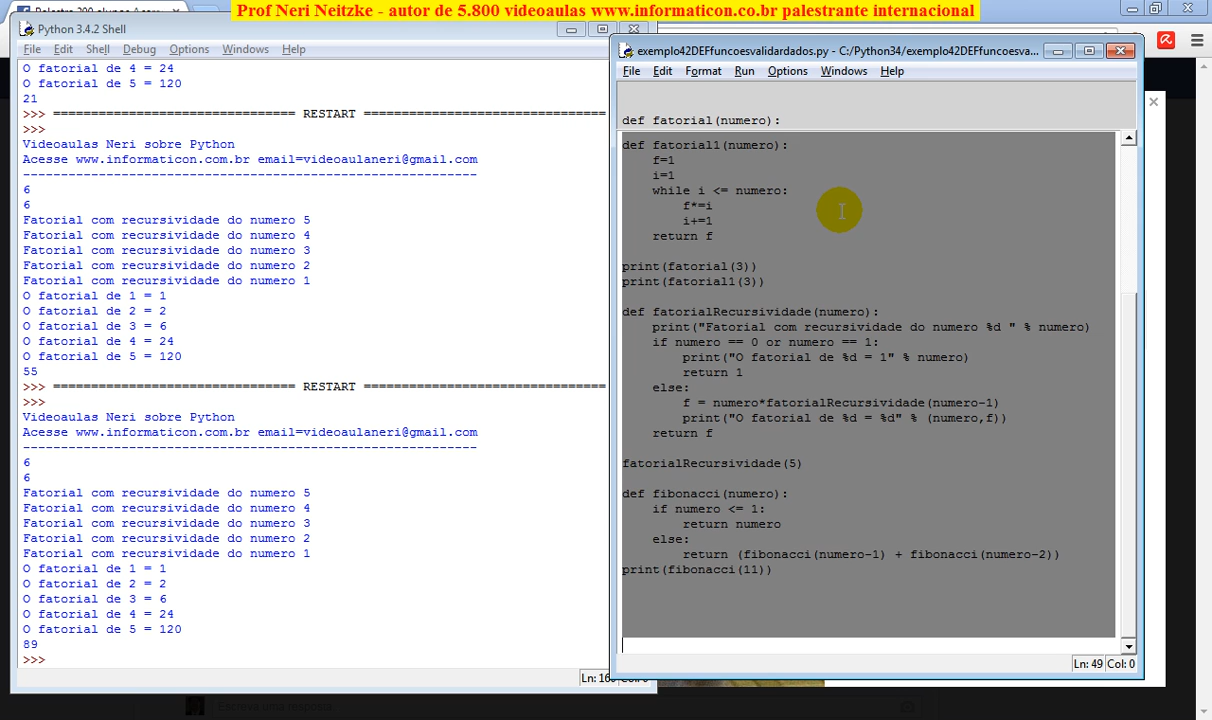 Prof Neri Neitzke - autor de 5.800 videoaulas www.informaticon.co.br palestrante internacional
Python 3.4.2 Shell
File Edit Shell Debug Options Windows Help
O fatorial de 4 = 24
O fatorial de 5 = 120
21
>>> ================================ RESTART ================================
>>>
Videoaulas Neri sobre Python
Acesse www.informaticon.com.br email=videoaulaneri@gmail.com
------------------------------------------------------------
6
6
Fatorial com recursividade do numero 5
Fatorial com recursividade do numero 4
Fatorial com recursividade do numero 3
Fatorial com recursividade do numero 2
Fatorial com recursividade do numero 1
O fatorial de 1 = 1
O fatorial de 2 = 2
O fatorial de 3 = 6
O fatorial de 4 = 24
O fatorial de 5 = 120
55
>>> ================================ RESTART ================================
>>>
Videoaulas Neri sobre Python
Acesse www.informaticon.com.br email=videoaulaneri@gmail.com
------------------------------------------------------------
6
6
Fatorial com recursividade do numero 5
Fatorial com recursividade do numero 4
Fatorial com recursividade do numero 3
Fatorial com recursividade do numero 2
Fatorial com recursividade do numero 1
O fatorial de 1 = 1
O fatorial de 2 = 2
O fatorial de 3 = 6
O fatorial de 4 = 24
O fatorial de 5 = 120
89
>>>
exemplo42DEFfuncoesvalidardados.py - C:/Python34/exemplo42DEFfuncoesva...
File Edit Format Run Options Windows Help
def fatorial(numero):
def fatorial1(numero):
    f=1
    i=1
    while i <= numero:
        f*=i
        i+=1
    return f
print(fatorial(3))
print(fatorial1(3))
def fatorialRecursividade(numero):
    print("Fatorial com recursividade do numero %d " % numero)
    if numero == 0 or numero == 1:
        print("O fatorial de %d = 1" % numero)
        return 1
    else:
        f = numero*fatorialRecursividade(numero-1)
        print("O fatorial de %d = %d" % (numero,f))
    return f
fatorialRecursividade(5)
def fibonacci(numero):
    if numero <= 1:
        return numero
    else:
        return (fibonacci(numero-1) + fibonacci(numero-2))
print(fibonacci(11))
Ln: 49 Col: 0
Escreva uma resposta...